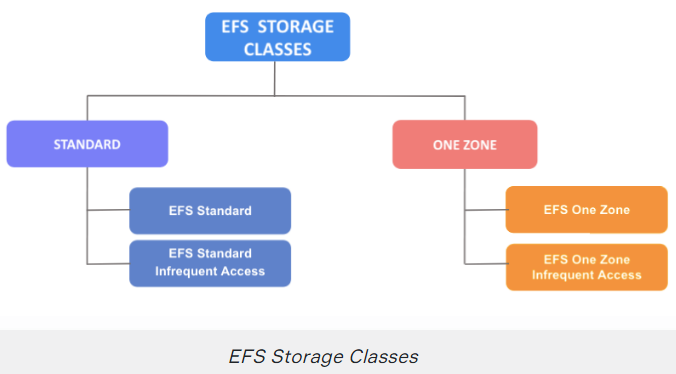 EFS STORAGE
CLASSES
STANDARD
ONE ZONE
EFS Standard
EFS One Zone
EFS Standard
Infrequent Access
EFS One Zone
Infrequent Access
EFS Storage Classes